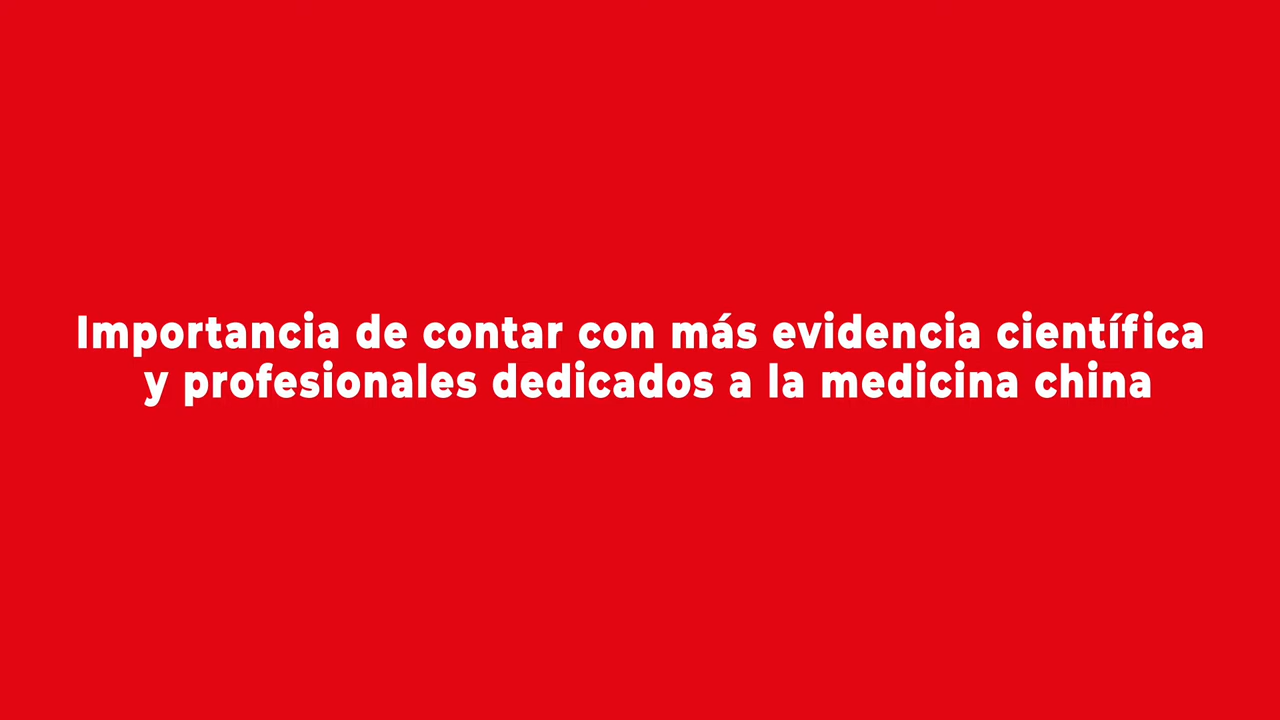 Importancia de contar con más evidencia científica
y profesionales dedicados a la medicina china